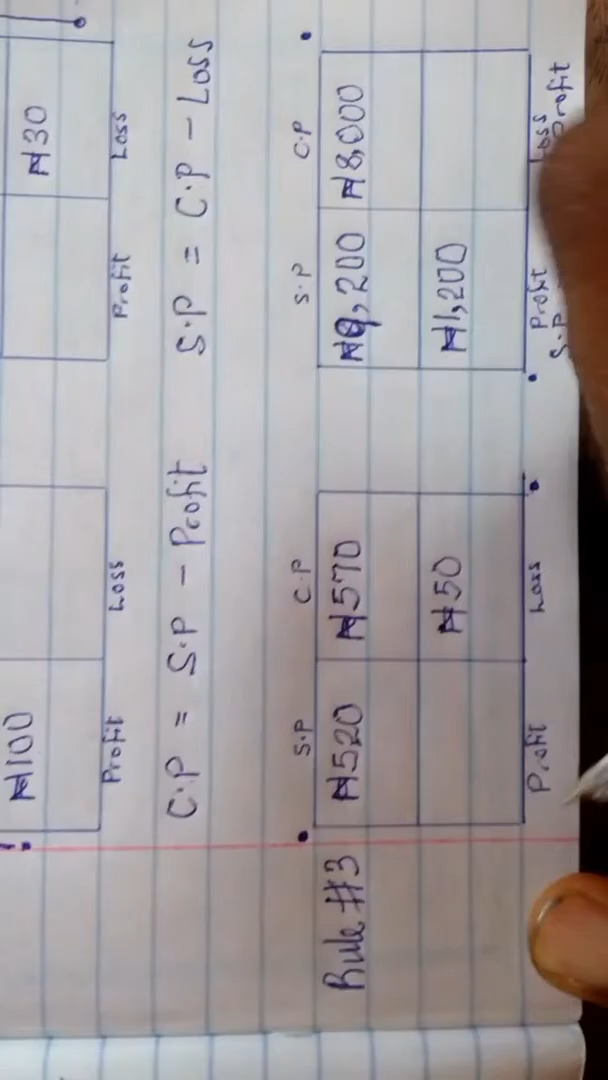 ₦100 ₦30
Profit Loss Profit Loss
C.P = S.P - Profit S.P = C.P - Loss
S.P C.P S.P C.P
Rule #3 ₦520 ₦570 ₦9,200 ₦8,000
₦50 ₦1,200
Profit Loss Profit Loss
S.P Profit